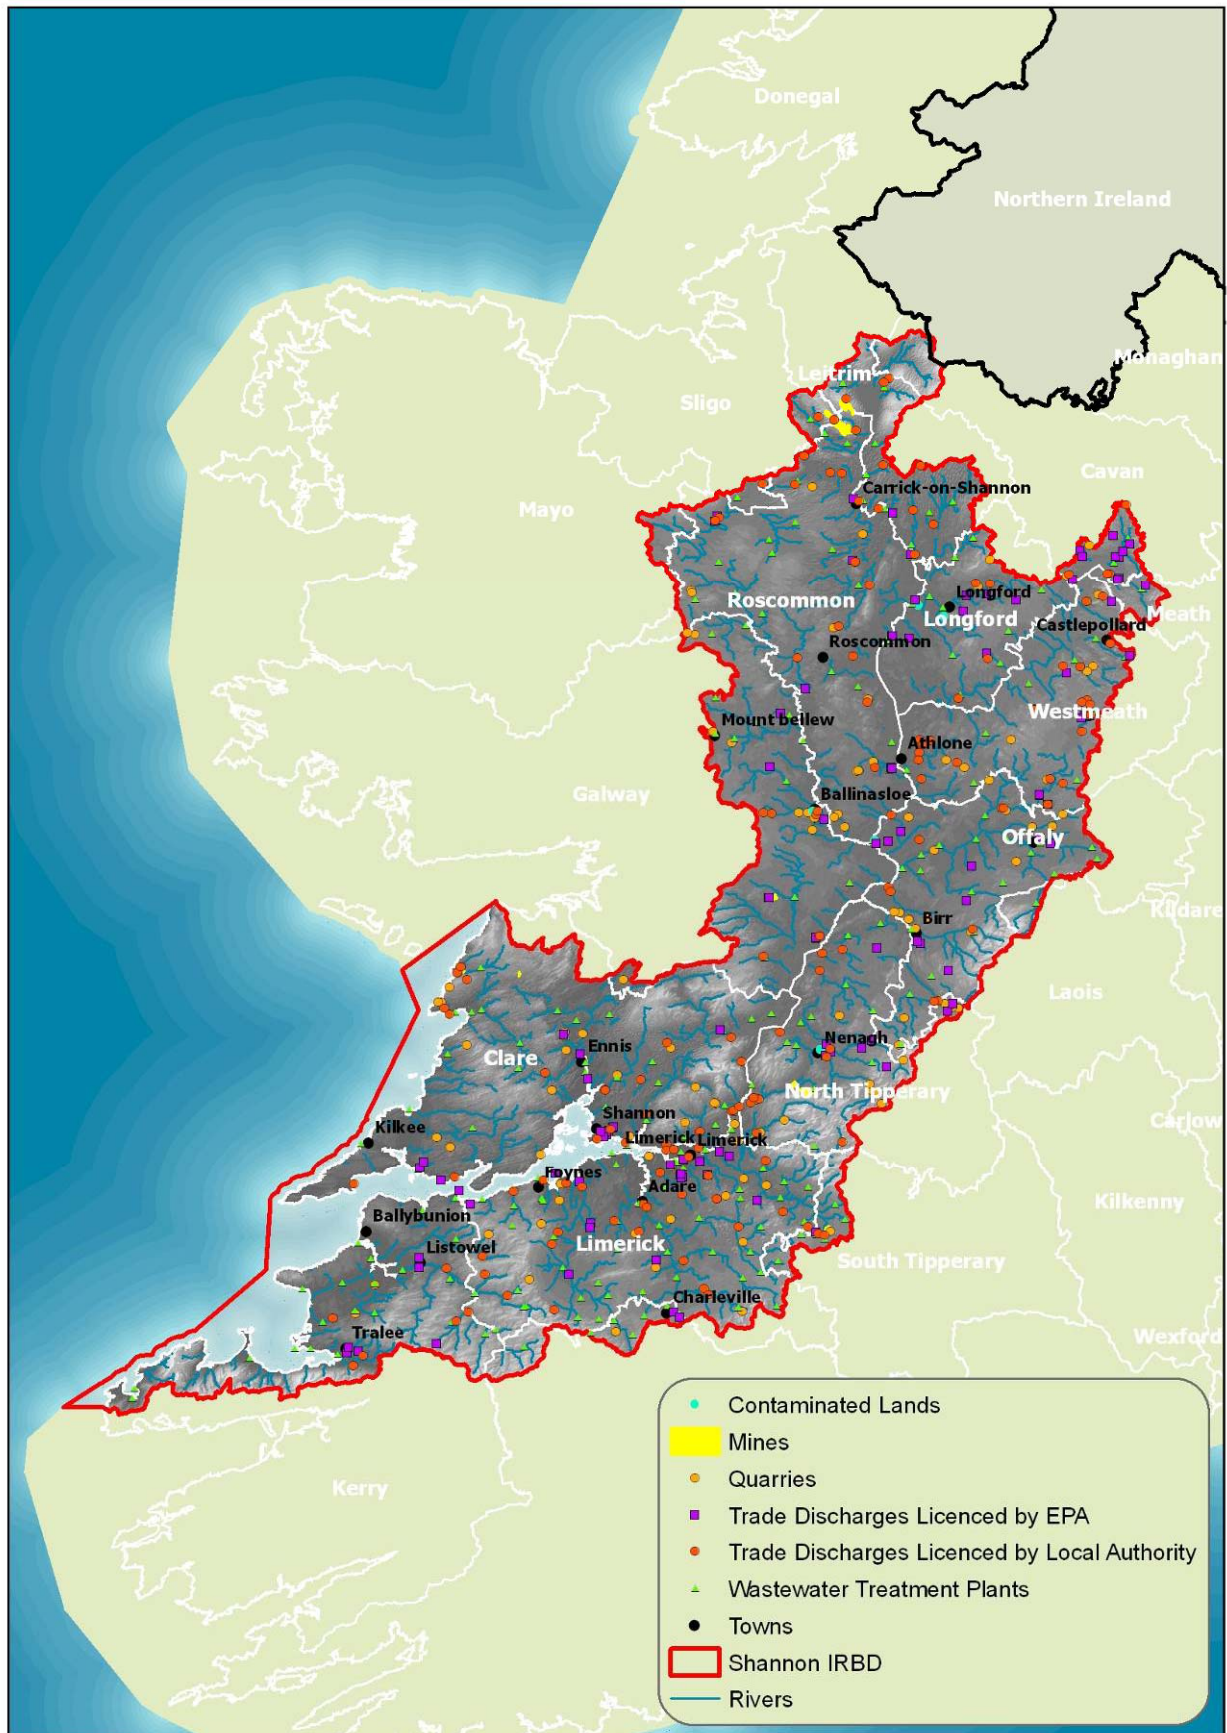 Donegal
Northern Ireland
Monaghan
Leitrim
Sligo
Cavan
Carrick-on-Shannon
Mayo
Roscommon
Longford
Longford
Meath
Castlepollard
Roscommon
Westmeath
Mount bellew
Athlone
Galway
Ballinasloe
Offaly
Kildare
Birr
Laois
Nenagh
Ennis
Clare
North Tipperary
Shannon
Carlow
Kilkee
Limerick
Limerick
Foynes
Adare
Kilkenny
Ballybunion
Limerick
Listowel
South Tipperary
Charleville
Tralee
Wexford
Kerry
Contaminated Lands
Mines
Quarries
Trade Discharges Licenced by EPA
Trade Discharges Licenced by Local Authority
Wastewater Treatment Plants
Towns
Shannon IRBD
Rivers